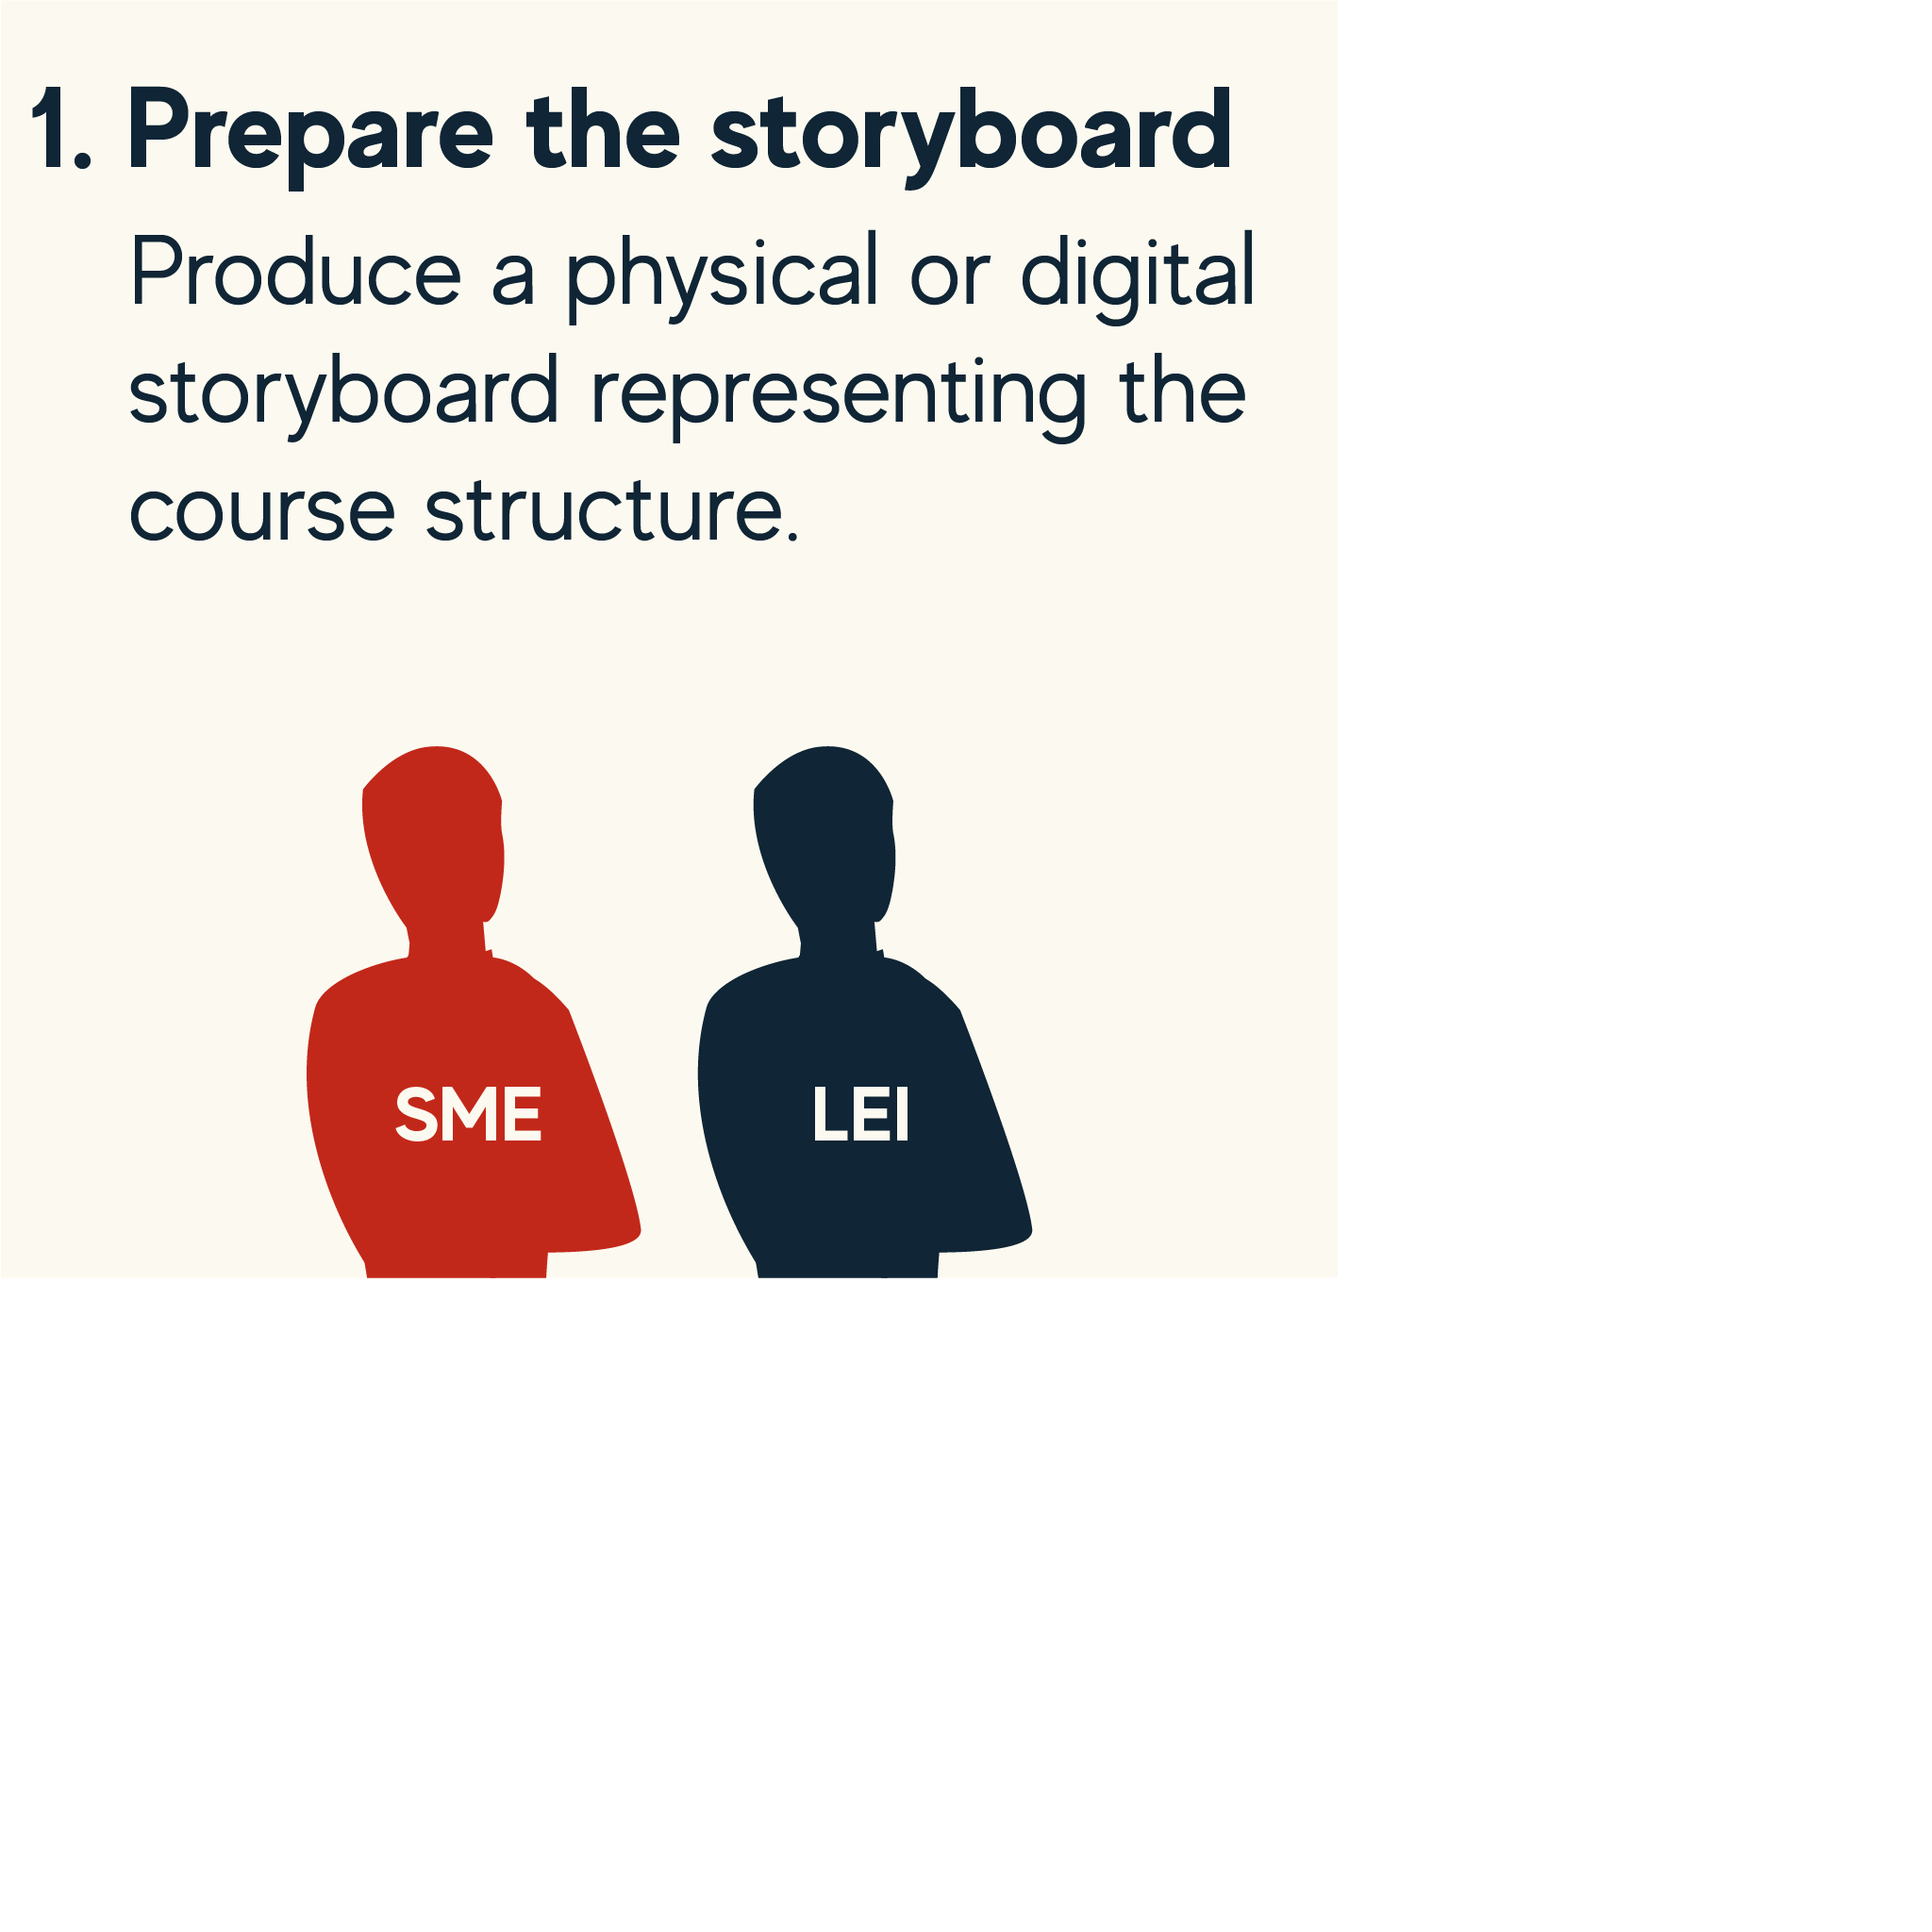 1. Prepare the storyboard
Produce a physical or digital
storyboard representing the
course structure.
SME
LEI